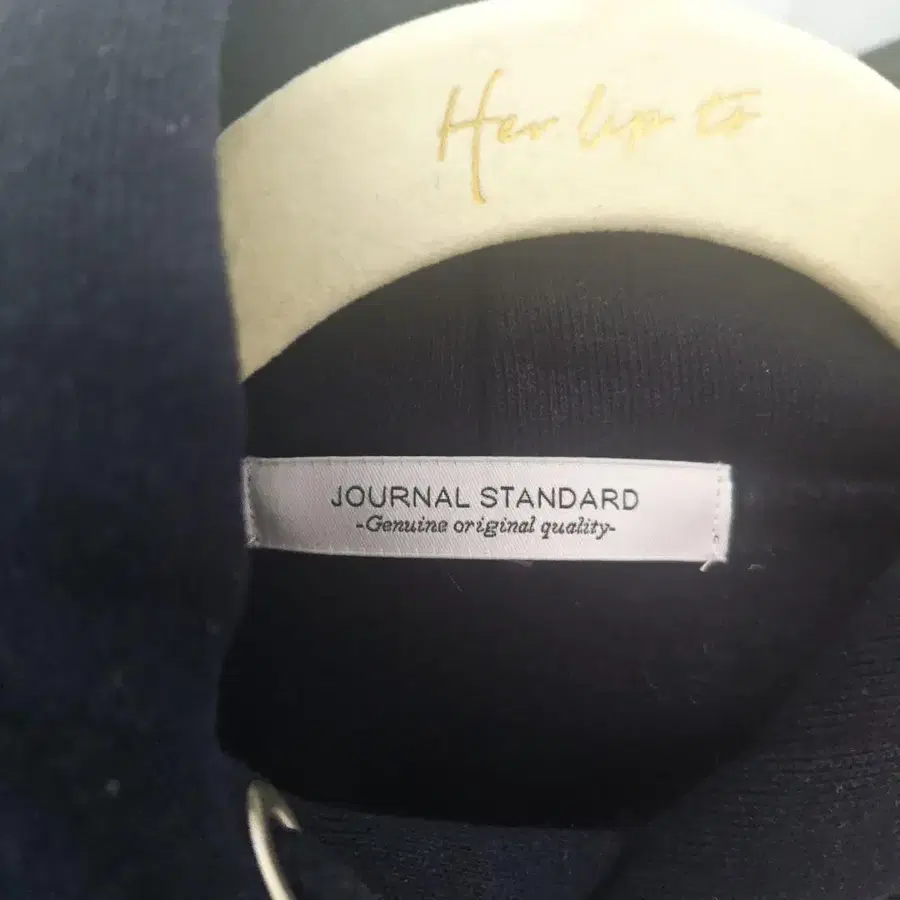 Her lip to
JOURNAL STANDARD
-Genuine original quality-